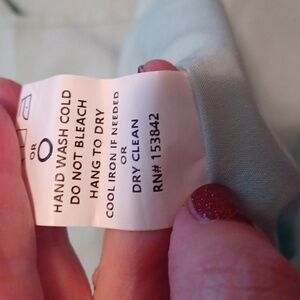 OR
HAND WASH COLD
DO NOT BLEACH
HANG TO DRY
COOL IRON IF NEEDED
OR
DRY CLEAN
RN# 153842